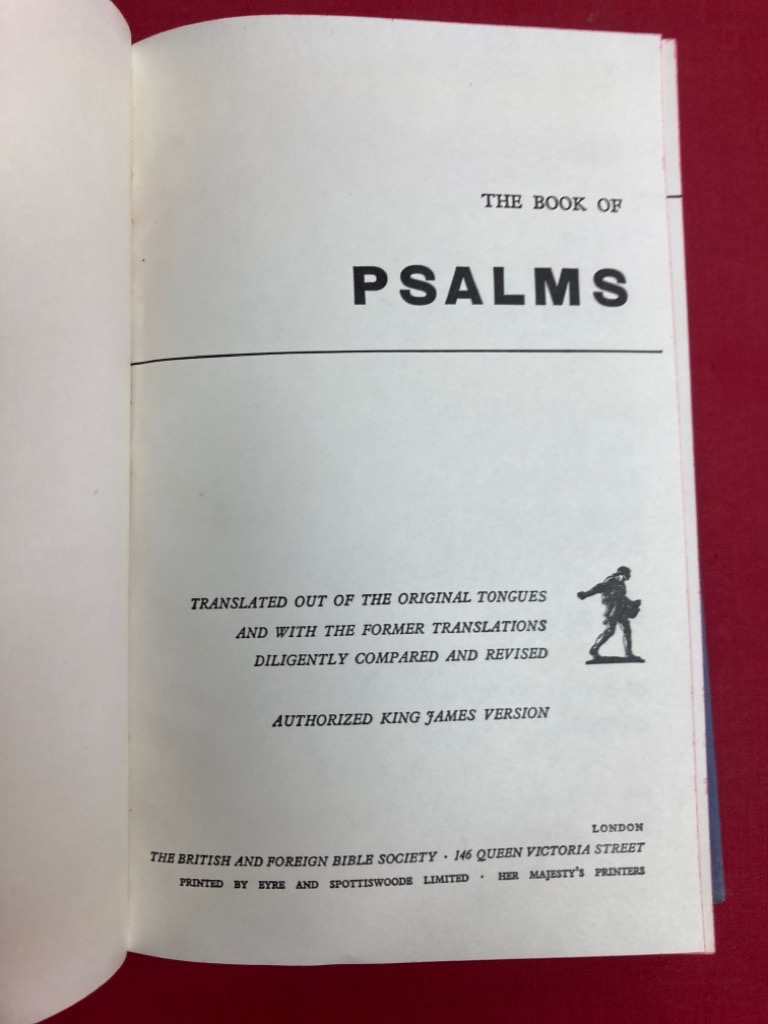 THE BOOK OF
PSALMS
TRANSLATED OUT OF THE ORIGINAL TONGUES
AND WITH THE FORMER TRANSLATIONS
DILIGENTLY COMPARED AND REVISED
AUTHORIZED KING JAMES VERSION
LONDON
THE BRITISH AND FOREIGN BIBLE SOCIETY · 146 QUEEN VICTORIA STREET
PRINTED BY EYRE AND SPOTTISWOODE LIMITED · HER MAJESTY'S PRINTERS